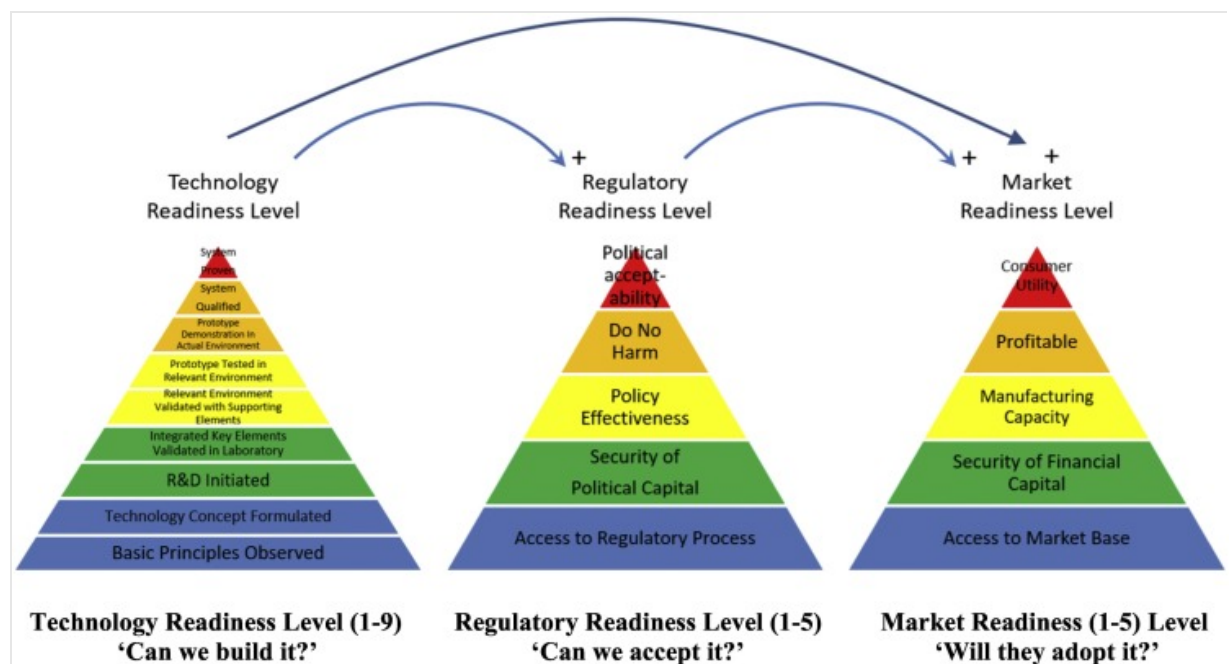 +
+
+
Technology
Readiness Level
Regulatory
Readiness Level
Market
Readiness Level
System
Proven
System
Qualified
Prototype
Demonstration In
Actual Environment
Prototype Tested in
Relevant Environment
Relevant Environment
Validated with Supporting
Elements
Integrated Key Elements
Validated in Laboratory
R&D Initiated
Technology Concept Formulated
Basic Principles Observed
Political
accept-
ability
Do No
Harm
Policy
Effectiveness
Security of
Political Capital
Access to Regulatory Process
Consumer
Utility
Profitable
Manufacturing
Capacity
Security of Financial
Capital
Access to Market Base
Technology Readiness Level (1-9)
‘Can we build it?’
Regulatory Readiness Level (1-5)
‘Can we accept it?’
Market Readiness (1-5) Level
‘Will they adopt it?’